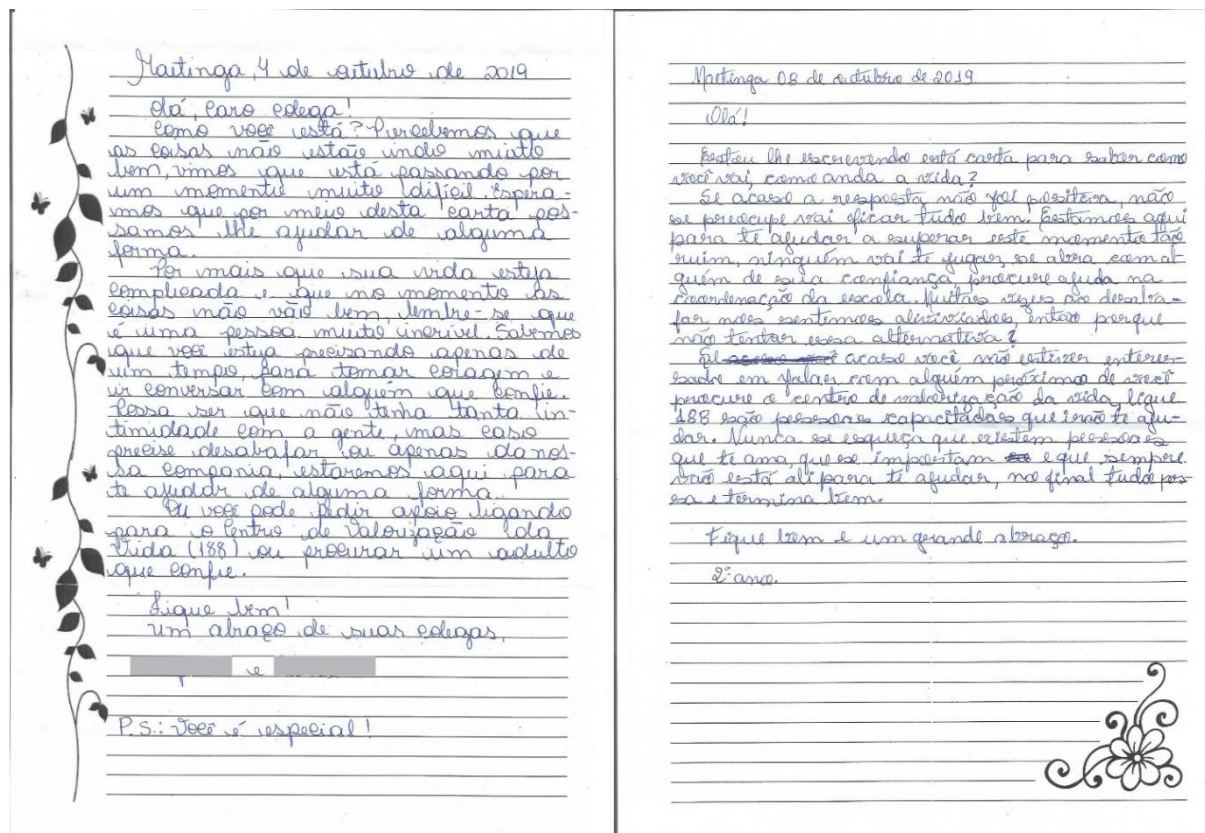 Maetinga, 4 de outubro de 2019
Olá, caro colega!
Como você está? Percebemos que
as coisas não estão indo muito
bem, vimos que está passando por
um momento muito difícil. Espera-
mos que por meio desta carta pos-
samos lhe ajudar de alguma
forma.
Por mais que sua vida esteja
complicada e que no momento as
coisas não vão bem, lembre-se que
é uma pessoa muito incrível. Sabemos
que você esteja precisando apenas de
um tempo, para tomar coragem e
ir conversar com alguém que confie.
Possa ser que não tenha tanta in-
timidade com a gente, mas caso
precise desabafar ou apenas da nos-
sa compania, estaremos aqui para
te ajudar de alguma forma.
Ou você pode pedir apoio ligando
para o Centro de Valorização da
Vida (188) ou procurar um adulto
que confie.
Fique bem!
Um abraço de suas colegas,
e
P.S.: Você é especial!
Maetinga 08 de outubro de 2019
Olá!
Estou lhe escrevendo está carta para saber como
você vai, como anda a vida?
Se acaso a resposta não foi positiva, não
se preocupe vai ficar tudo bem. Estamos aqui
para te ajudar a superar este momento tão
ruim, ninguém vai te jugar, se abra com al
guém de sua confiança, procure ajuda na
coordenação da escola. Muitas vezes ao desaba-
far nos sentimos aliviados, então porque
não tentar essa alternativa?
Se acaso você não estiver enteres-
sado em falar com alguém próximo de você
procure o centro de valorização da vida, ligue
188 são pessoas capacitadas que irão te aju-
dar. Nunca se esqueça que existem pessoas
que te ama, que se importam e que sempre
vão está ali para te ajudar, no final tudo pas-
sa e termina bem.
Fique bem e um grande abraço.
2º ano.